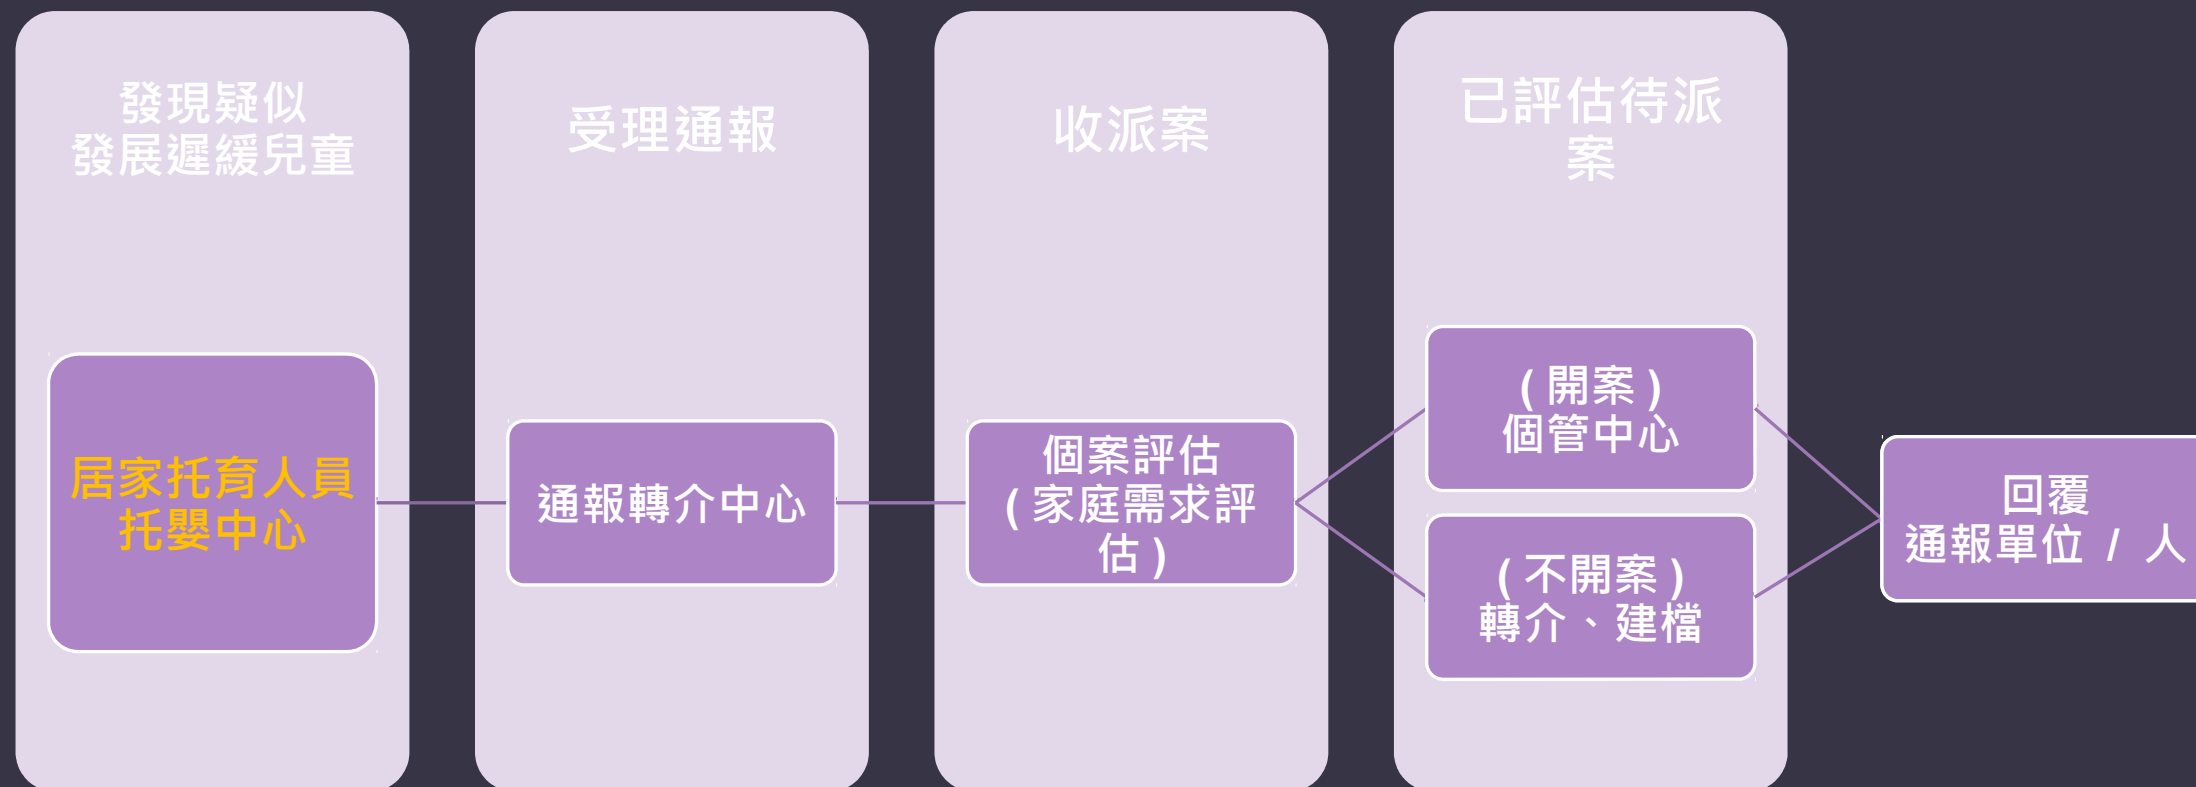 發現疑似
發展遲緩兒童
受理通報
收派案
已評估待派
案
居家托育人員
托嬰中心
通報轉介中心
個案評估
(家庭需求評
估)
(開案)
個管中心
(不開案)
轉介、建檔
回覆
通報單位 / 人